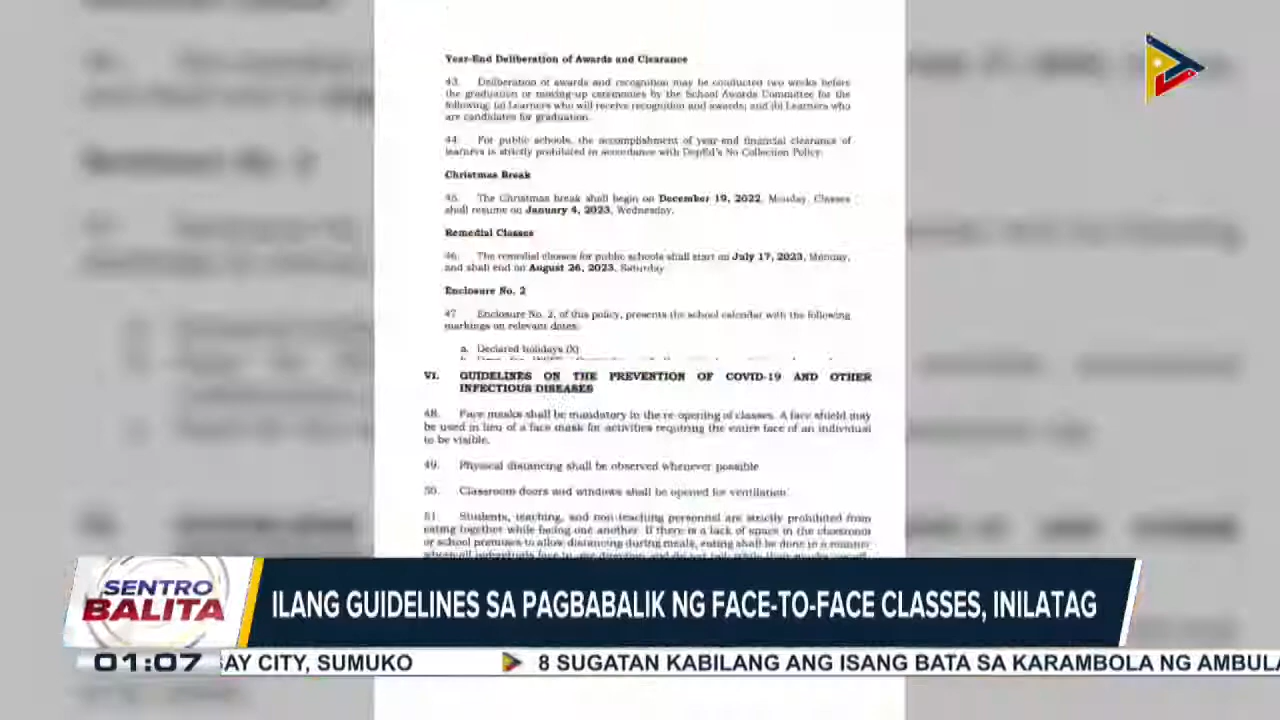 Year-End Deliberation of Awards and Clearance
43. Deliberation of awards and recognition may be conducted two weeks before
the graduation or moving-up ceremonies by the School Awards Committee for the
following: (a) Learners who will receive recognition and awards; and (b) Learners who
are candidates for graduation.
44. For public schools, the accomplishment of year-end financial clearance of
learners is strictly prohibited in accordance with DepEd's No Collection Policy.
Christmas Break
45. The Christmas break shall begin on December 19, 2022, Monday. Classes
shall resume on January 4, 2023, Wednesday.
Remedial Classes
46. The remedial classes for public schools shall start on July 17, 2023, Monday,
and shall end on August 26, 2023, Saturday
Enclosure No. 2
47 Enclosure No. 2, of this policy, presents the school calendar with the following
markings on relevant dates:
a. Declared holidays (X)
VI. GUIDELINES ON THE PREVENTION OF COVID-19 AND OTHER
INFECTIOUS DISEASES
48. Face masks shall be mandatory in the re-opening of classes. A face shield may
be used in lieu of a face mask for activities requiring the entire face of an individual
to be visible.
49. Physical distancing shall be observed whenever possible
50. Classroom doors and windows shall be opened for ventilation.
51. Students, teaching, and non-teaching personnel are strictly prohibited from
eating together while facing one another. If there is a lack of space in the classroom
or school premises to allow distancing during meals, eating shall be done in a manner
SENTRO
BALITA
ILANG GUIDELINES SA PAGBABALIK NG FACE-TO-FACE CLASSES, INILATAG
01:07 AY CITY, SUMUKO 8 SUGATAN KABILANG ANG ISANG BATA SA KARAMBOLA NG AMBULA